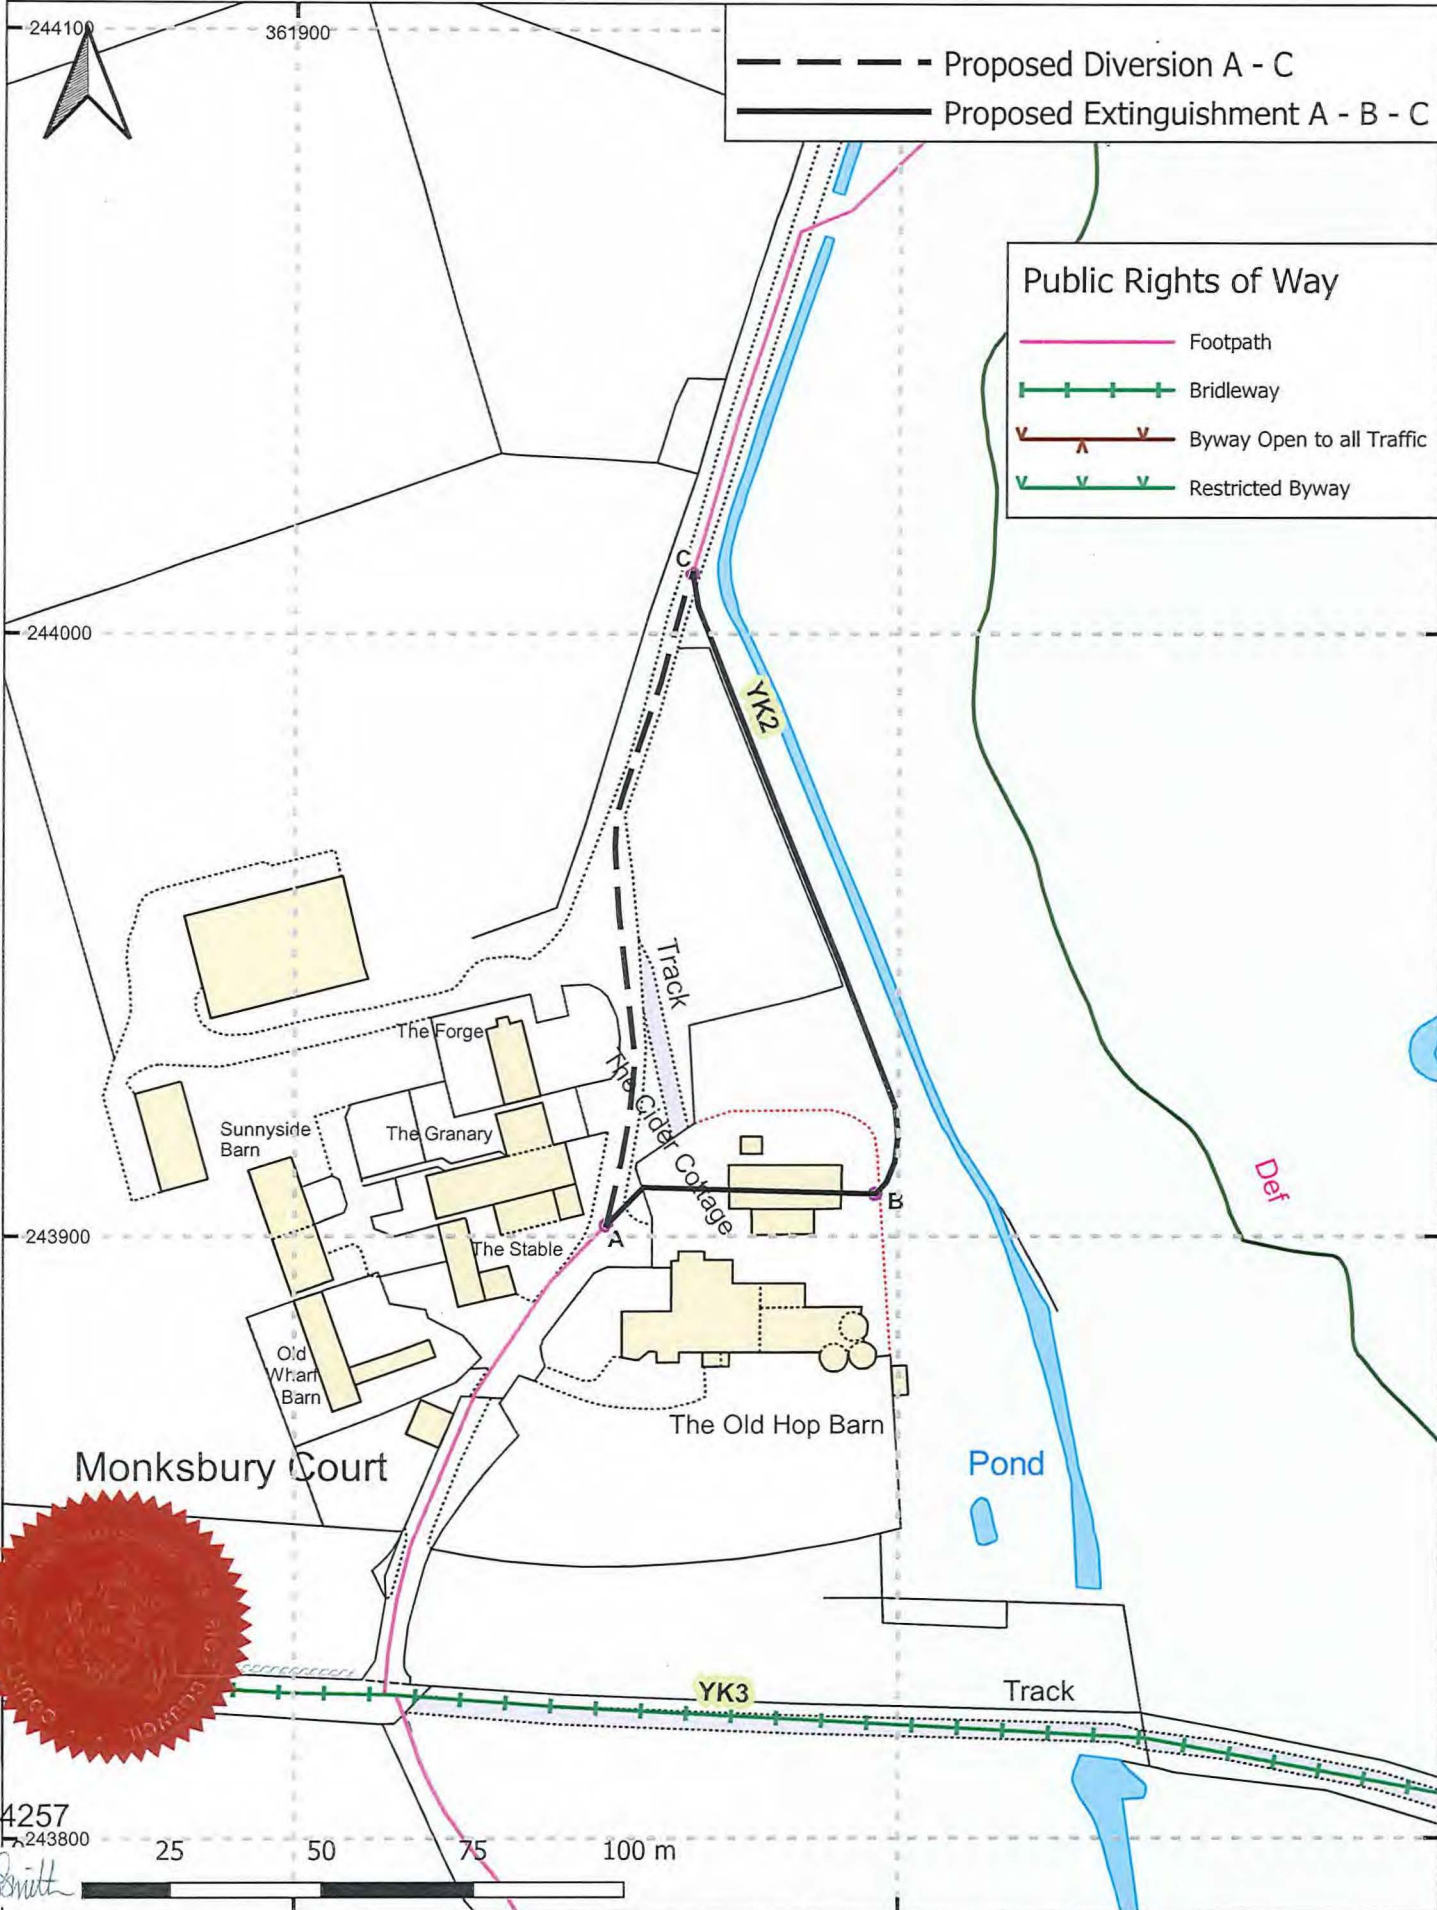 244100
361900
Proposed Diversion A - C
Proposed Extinguishment A - B - C
Public Rights of Way
Footpath
Bridleway
Byway Open to all Traffic
Restricted Byway
C
244000
YK2
Track
The Forge
The Cider Cottage
Sunnyside
Barn
The Granary
Def
B
243900
A
The Stable
Old
Wharf
Barn
The Old Hop Barn
Monksbury Court
Pond
YK3
Track
COUNCIL
4257
243800
25 50 75 100 m